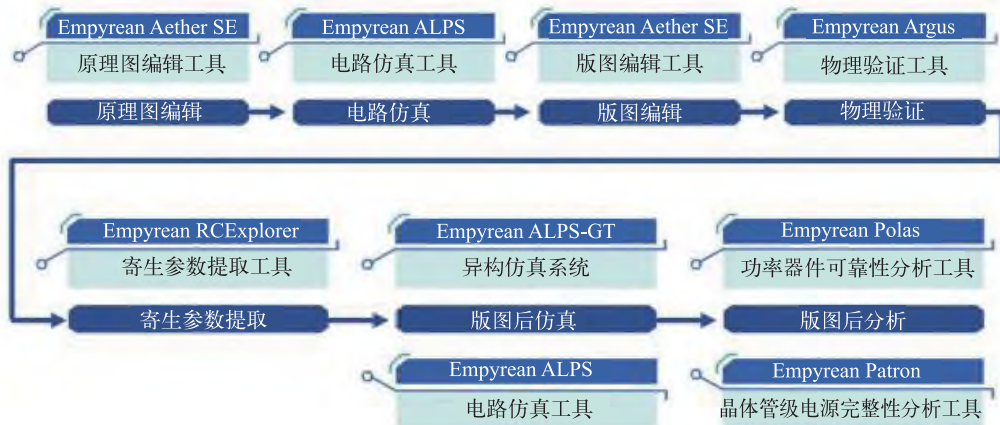 Empyrean Aether SE
原理图编辑工具
Empyrean ALPS
电路仿真工具
Empyrean Aether SE
版图编辑工具
Empyrean Argus
物理验证工具
原理图编辑
电路仿真
版图编辑
物理验证
Empyrean RCExplorer
寄生参数提取工具
Empyrean ALPS-GT
异构仿真系统
Empyrean Polas
功率器件可靠性分析工具
寄生参数提取
版图后仿真
版图后分析
Empyrean ALPS
电路仿真工具
Empyrean Patron
晶体管级电源完整性分析工具